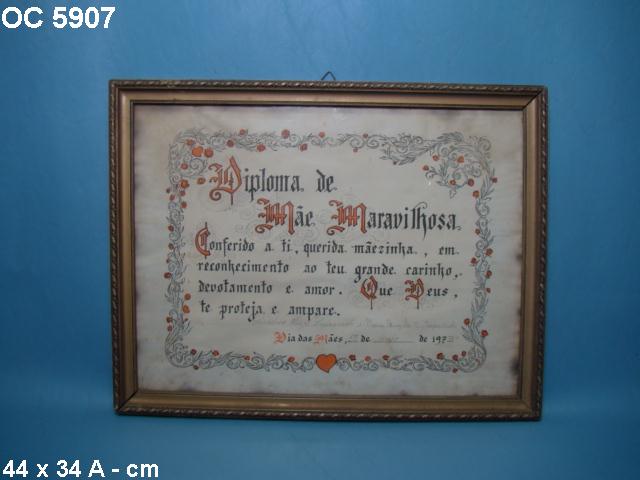 OC 5907
Diploma de
Mãe Maravilhosa
Conferido a ti, querida mãezinha, em
reconhecimento ao teu grande carinho,
devotamento e amor. Que Deus,
te proteja e ampare.
Dia das Mães, de de 197
44 x 34 A - cm